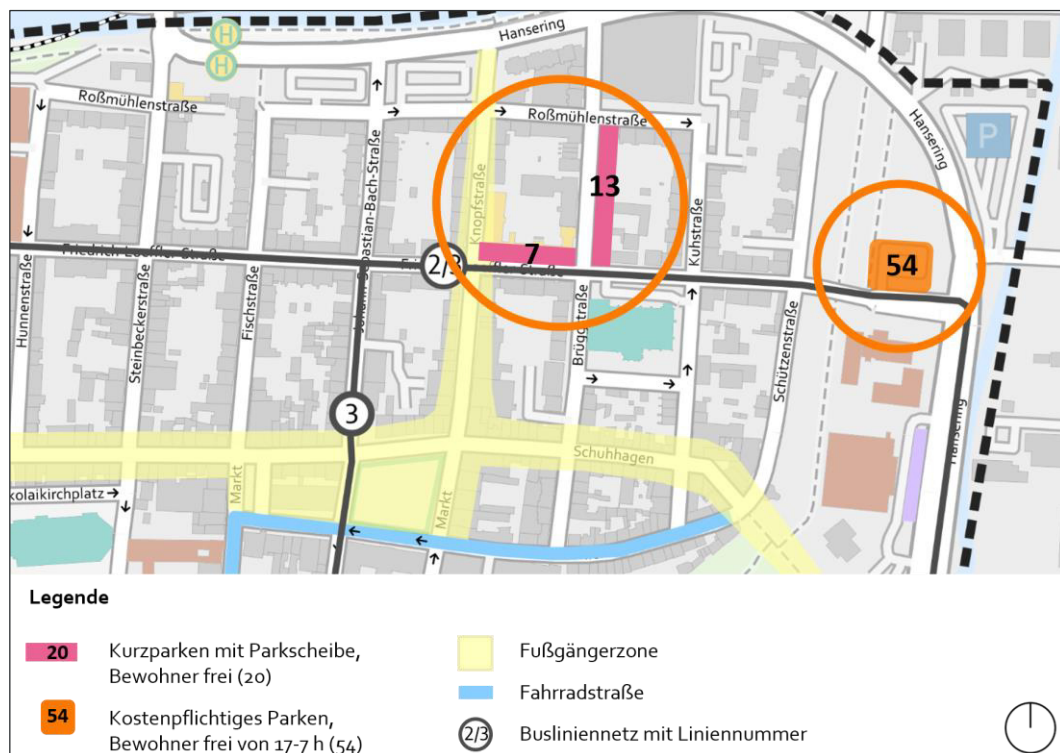 H
H
Hansering
Roßmühlenstraße
Roßmühlenstraße
Hansering
P
13
Johann-Sebastian-Bach-Straße
Knopfstraße
Kuhstraße
7
54
Friedrich-Loeffler-Straße
2/3
Hunnenstraße
Steinbeckerstraße
Fischstraße
Brüggstraße
Schützenstraße
Hansering
3
Schuhhagen
Markt
Markt
kolaikirchplatz
Legende
20 Kurzparken mit Parkscheibe,
Bewohner frei (20)
54 Kostenpflichtiges Parken,
Bewohner frei von 17-7 h (54)
Fußgängerzone
Fahrradstraße
2/3 Busliniennetz mit Liniennummer